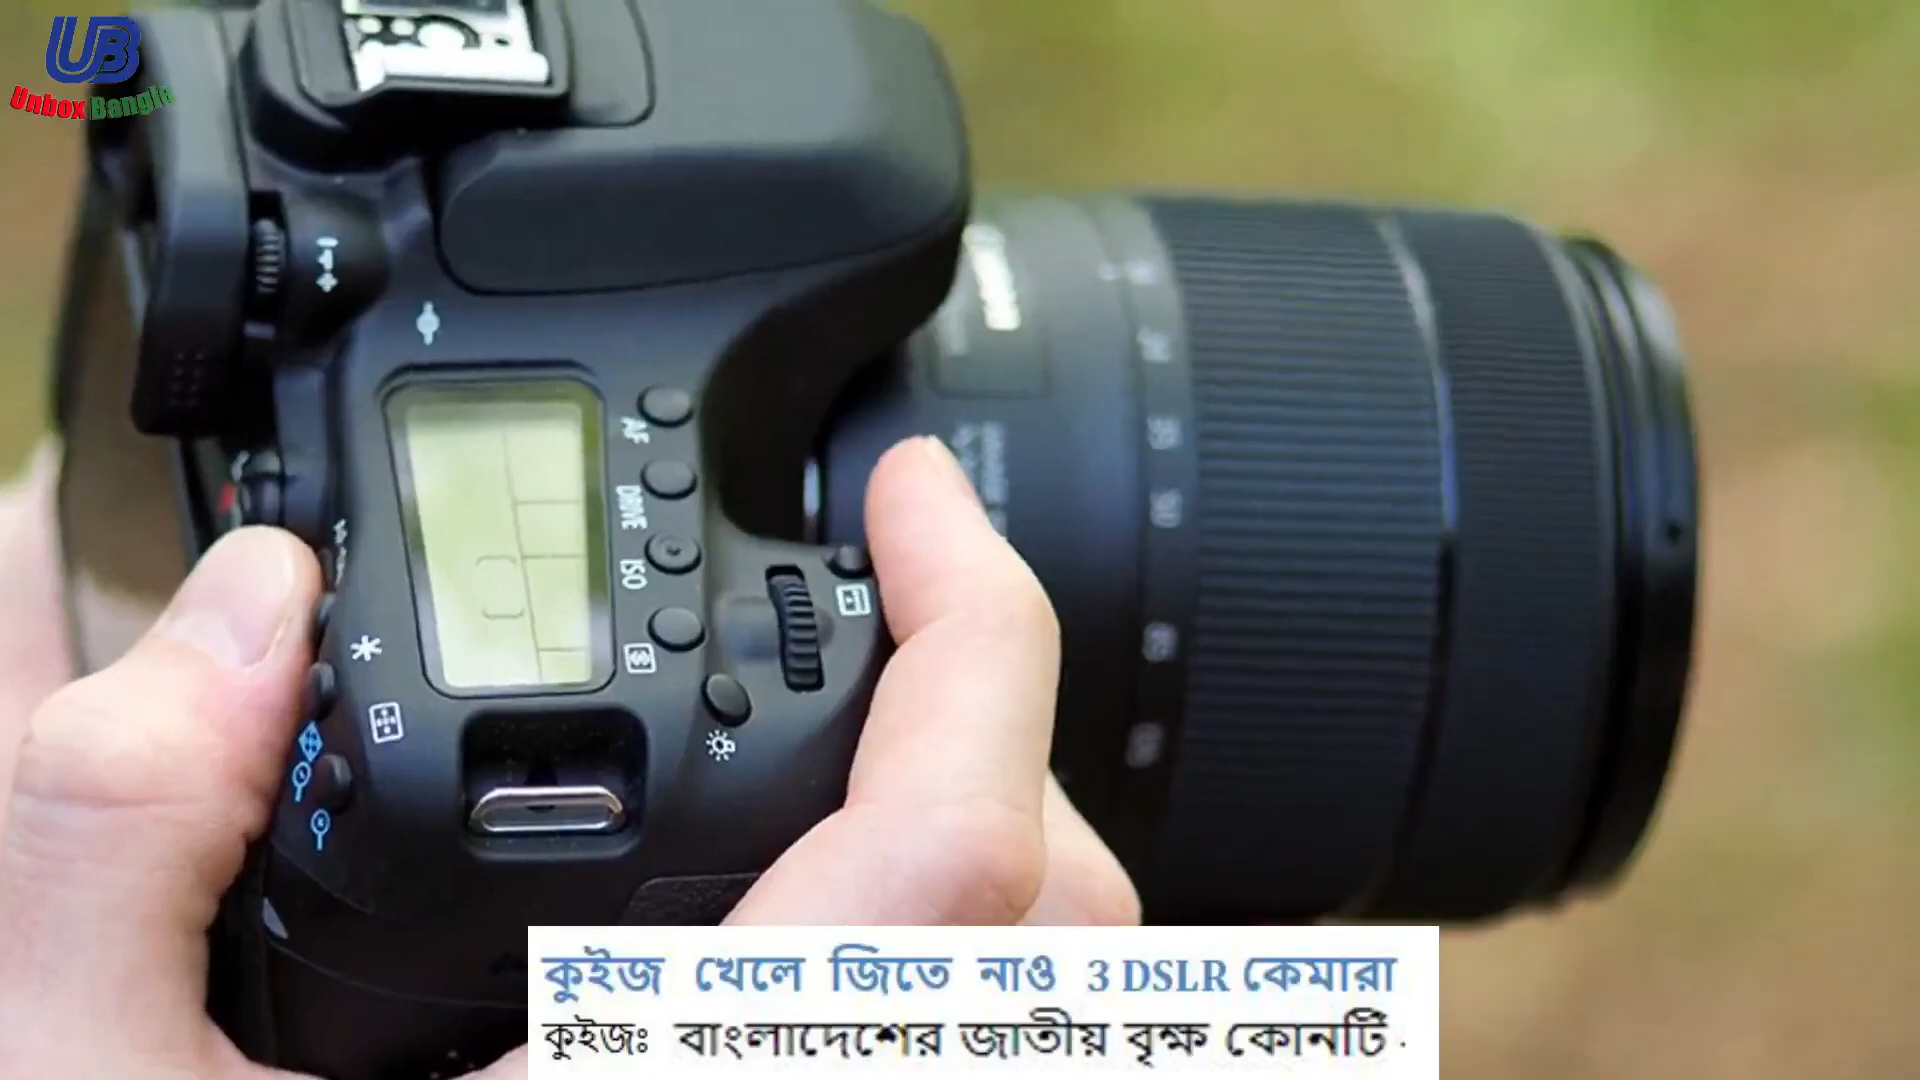 UB
Unbox Bangla
AF
DRIVE
ISO
কুইজ খেলে জিতে নাও 3 DSLR কেমারা
কুইজঃ বাংলাদেশের জাতীয় বৃক্ষ কোনটি .